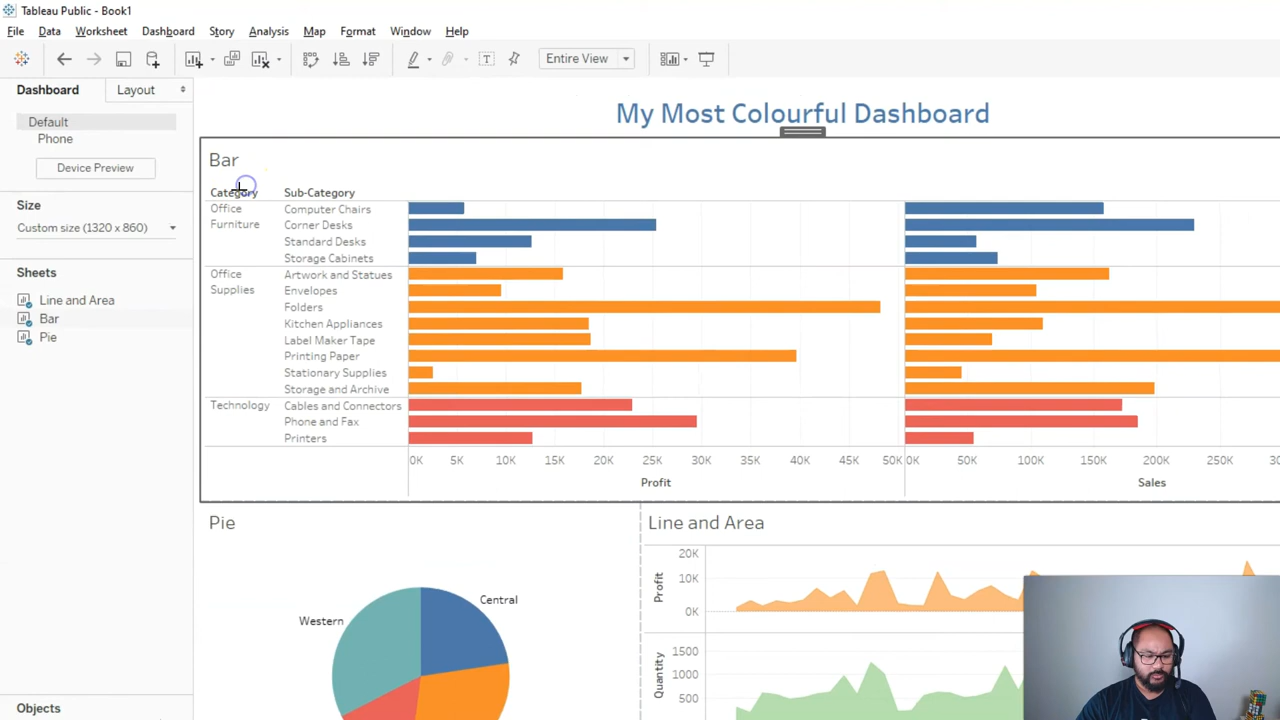 Tableau Public - Book1
File Data Worksheet Dashboard Story Analysis Map Format Window Help
Entire View
Dashboard Layout
Default
Phone
Device Preview
Size
Custom size (1320 x 860)
Sheets
Line and Area
Bar
Pie
Objects
My Most Colourful Dashboard
Bar
Category Sub-Category
Office Furniture
Computer Chairs
Corner Desks
Standard Desks
Storage Cabinets
Office Supplies
Artwork and Statues
Envelopes
Folders
Kitchen Appliances
Label Maker Tape
Printing Paper
Stationary Supplies
Storage and Archive
Technology
Cables and Connectors
Phone and Fax
Printers
0K 5K 10K 15K 20K 25K 30K 35K 40K 45K 50K 0K 50K 100K 150K 200K 250K
Profit Sales
Pie
Western
Central
Line and Area
Profit
20K
10K
0K
Quantity
1500
1000
500